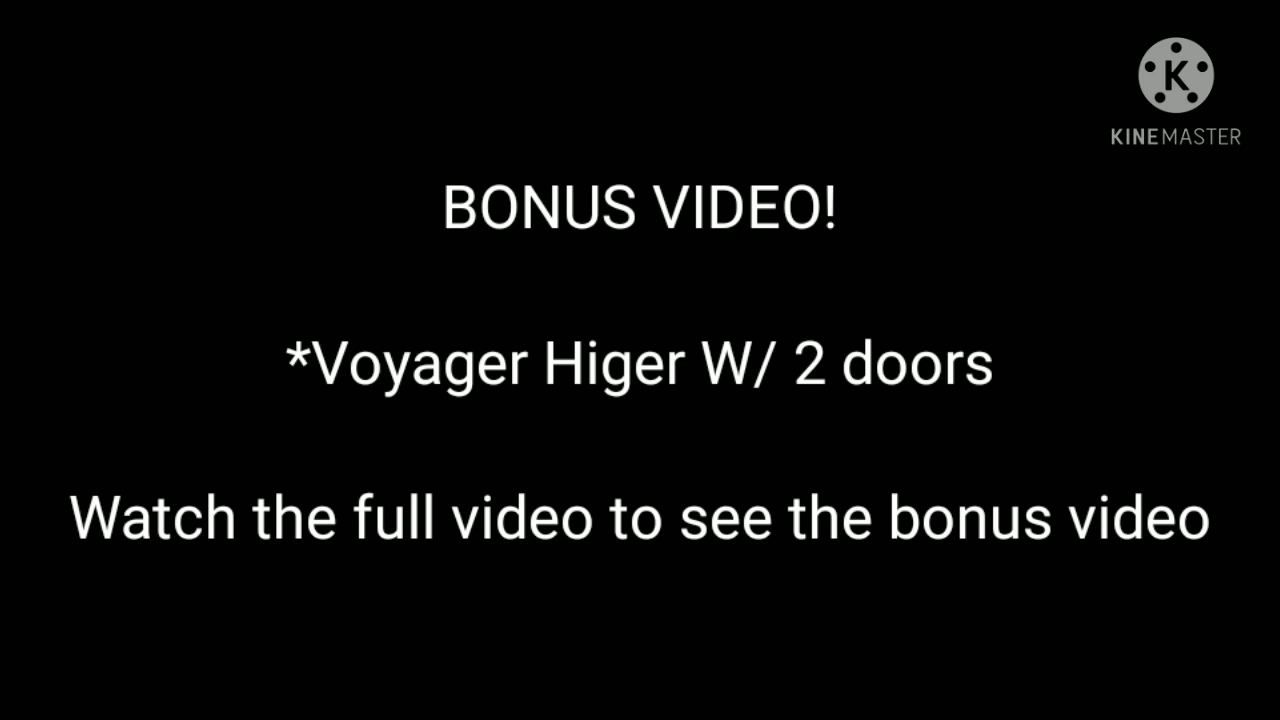 K
KINEMASTER
BONUS VIDEO!
*Voyager Higer W/ 2 doors
Watch the full video to see the bonus video